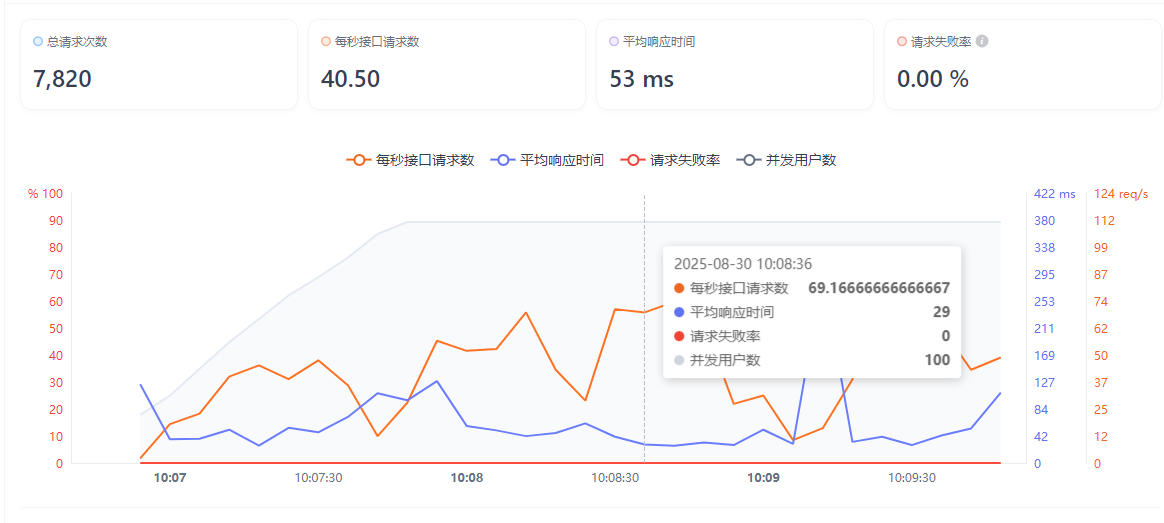 总请求次数 每秒接口请求数 平均响应时间 请求失败率
7,820 40.50 53 ms 0.00 %
每秒接口请求数 平均响应时间 请求失败率 并发用户数
% 100 422 ms 124 req/s
90 380 112
80 338 99
70 295 87
60 253 74
50 211 62
40 169 50
30 127 37
20 84 25
10 42 12
0 0 0
2025-08-30 10:08:36
每秒接口请求数 69.16666666666667
平均响应时间 29
请求失败率 0
并发用户数 100
10:07 10:07:30 10:08 10:08:30 10:09 10:09:30